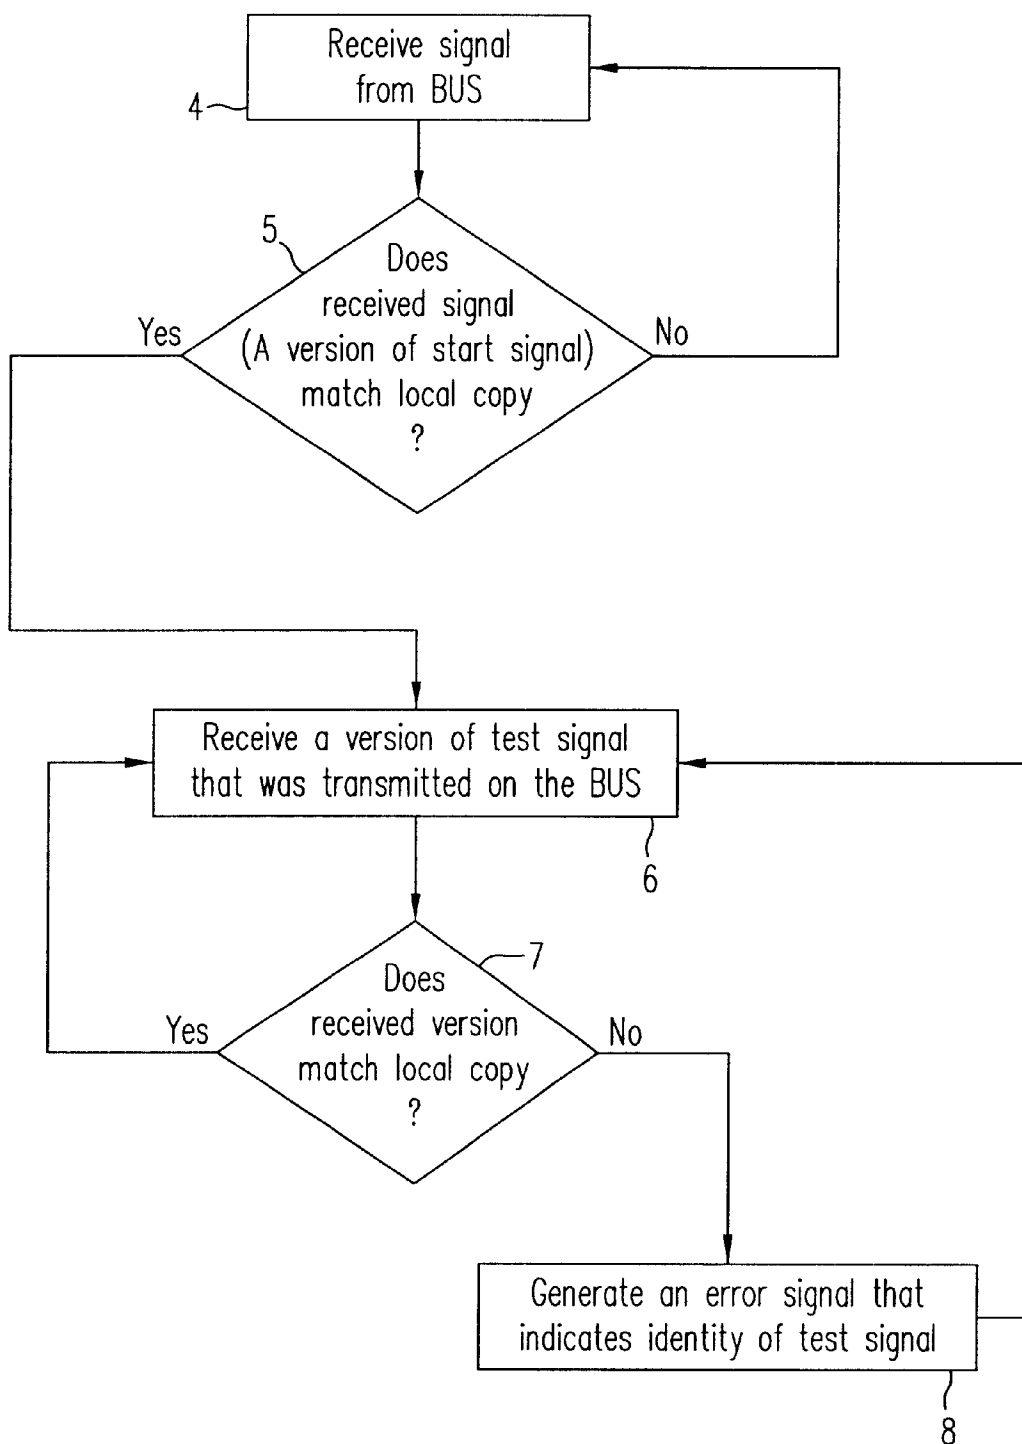 Receive signal
from BUS
4
5
Does
received signal
(A version of start signal)
match local copy
?
Yes
No
Receive a version of test signal
that was transmitted on the BUS
6
7
Does
received version
match local copy
?
Yes
No
Generate an error signal that
indicates identity of test signal
8